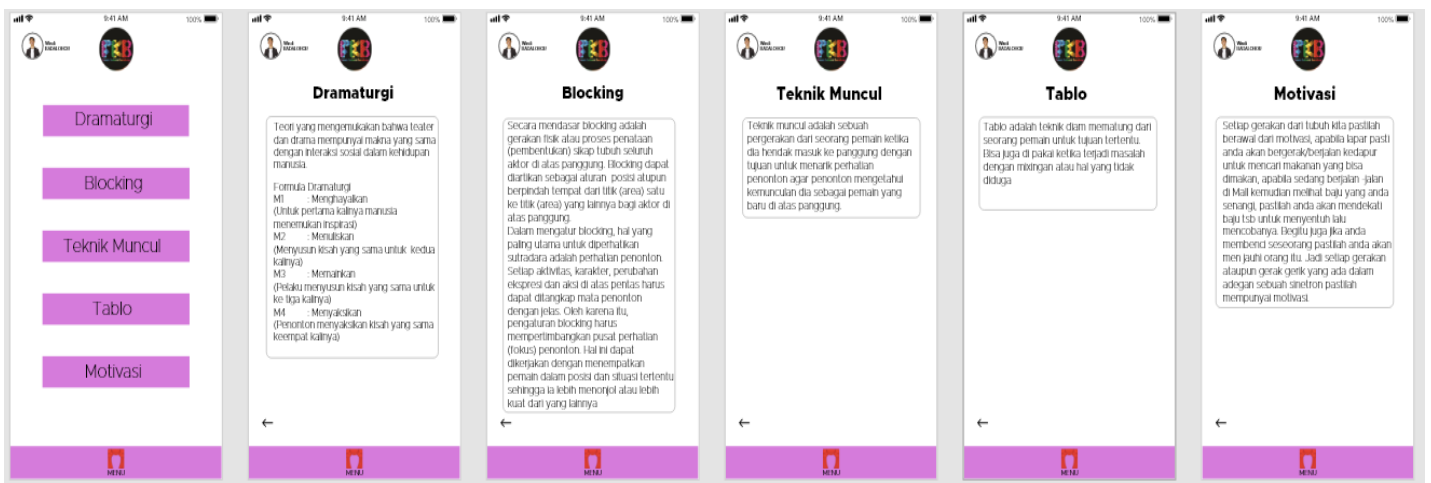 9:41 AM
100%
PKB
Dramaturgi
Blocking
Teknik Muncul
Tablo
Motivasi
MENU
9:41 AM
100%
PKB
Dramaturgi
Teori yang mengemukakan bahwa teater
dan drama mempunyai makna yang sama
dengan interaksi sosial dalam kehidupan
manusia.
Formula Dramaturgi
M1 : Menghayalkan
(Untuk pertama kalinya manusia
menemukan inspirasi)
M2 : Menuliskan
(Menyusun kisah yang sama untuk kedua
kalinya)
M3 : Memainkan
(Pelaku menyusun kisah yang sama untuk
ke tiga kalinya)
M4 : Menyaksikan
(Penonton menyaksikan kisah yang sama
keempat kalinya)
←
MENU
9:41 AM
100%
PKB
Blocking
Secara mendasar blocking adalah
gerakan fisik atau proses penataan
(pembentukan) sikap tubuh seluruh
aktor di atas panggung. Blocking dapat
diartikan sebagai aturan posisi atupun
berpindah tempat dari titik (area) satu
ke titik (area) yang lainnya bagi aktor di
atas panggung.
Dalam mengatur blocking, hal yang
paling utama untuk diperhatikan
sutradara adalah perhatian penonton.
Setiap aktivitas, karakter, perubahan
ekspresi dan aksi di atas pentas harus
dapat ditangkap mata penonton
dengan jelas. Oleh karena itu,
pengaturan blocking harus
mempertimbangkan pusat perhatian
(fokus) penonton. Hal ini dapat
dikerjakan dengan menempatkan
pemain dalam posisi dan situasi tertentu
sehingga ia lebih menonjol atau lebih
kuat dari yang lainnya
←
MENU
9:41 AM
100%
PKB
Teknik Muncul
Teknik muncul adalah sebuah
pergerakan dari seorang pemain ketika
dia hendak masuk ke panggung dengan
tujuan untuk menarik perhatian
penonton agar penonton mengetahui
kemunculan dia sebagai pemain yang
baru di atas panggung.
←
MENU
9:41 AM
100%
PKB
Tablo
Tablo adalah teknik diam mematung dari
seorang pemain untuk tujuan tertentu.
Bisa juga di pakai ketika terjadi masalah
dengan mixingan atau hal yang tidak
diduga
←
MENU
9:41 AM
100%
PKB
Motivasi
Setiap gerakan dari tubuh kita pastilah
berawal dari motivasi, apabila lapar pasti
anda akan bergerak/berjalan kedapur
untuk mencari makanan yang bisa
dimakan, apabila sedang berjalan -jalan
di Mall kemudian melihat baju yang anda
senangi, pastilah anda akan mendekati
baju tsb untuk menyentuh lalu
mencobanya. Begitu juga jika anda
membenci seseorang pastilah anda akan
men jauhi orang itu. Jadi setiap gerakan
ataupun gerak gerik yang ada dalam
adegan sebuah sinetron pastilah
mempunyai motivasi.
←
MENU